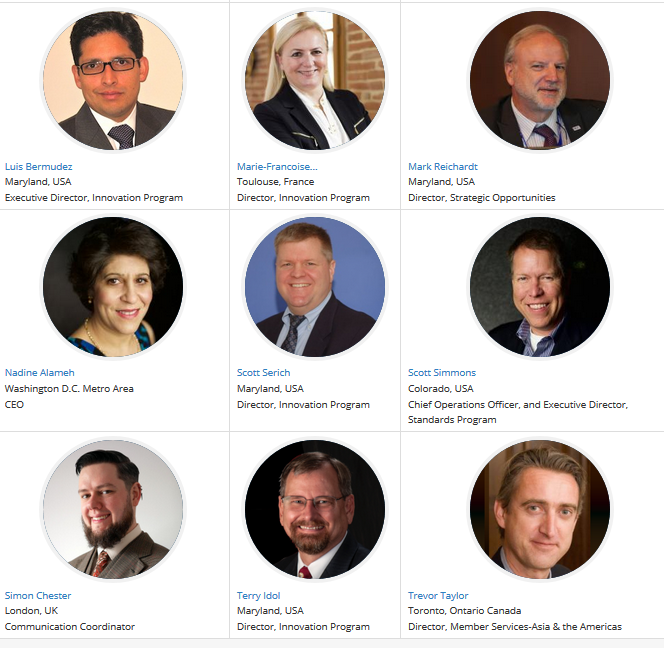 Luis Bermudez
Maryland, USA
Executive Director, Innovation Program
Marie-Francoise...
Toulouse, France
Director, Innovation Program
Mark Reichardt
Maryland, USA
Director, Strategic Opportunities
Nadine Alameh
Washington D.C. Metro Area
CEO
Scott Serich
Maryland, USA
Director, Innovation Program
Scott Simmons
Colorado, USA
Chief Operations Officer, and Executive Director,
Standards Program
Simon Chester
London, UK
Communication Coordinator
Terry Idol
Maryland, USA
Director, Innovation Program
Trevor Taylor
Toronto, Ontario Canada
Director, Member Services-Asia & the Americas